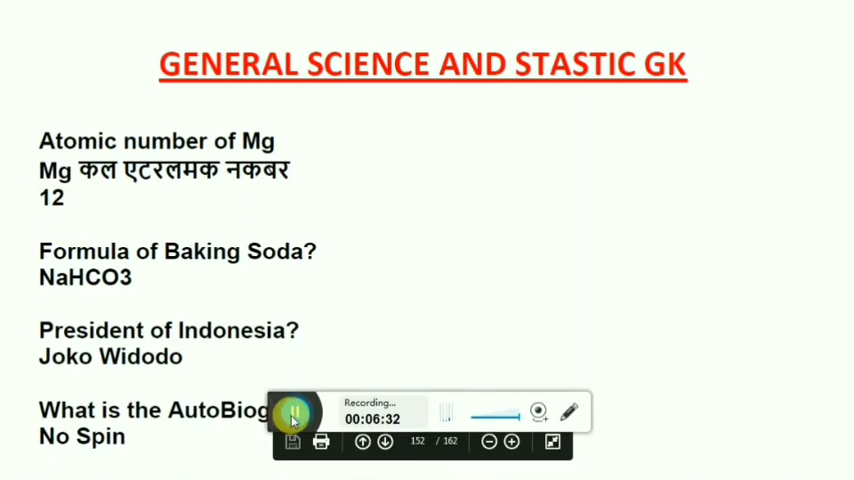 GENERAL SCIENCE AND STASTIC GK
Atomic number of Mg
Mg कल एटरलमक नकबर
12
Formula of Baking Soda?
NaHCO3
President of Indonesia?
Joko Widodo
What is the AutoBiog
No Spin
Recording...
00:06:32
152 / 162